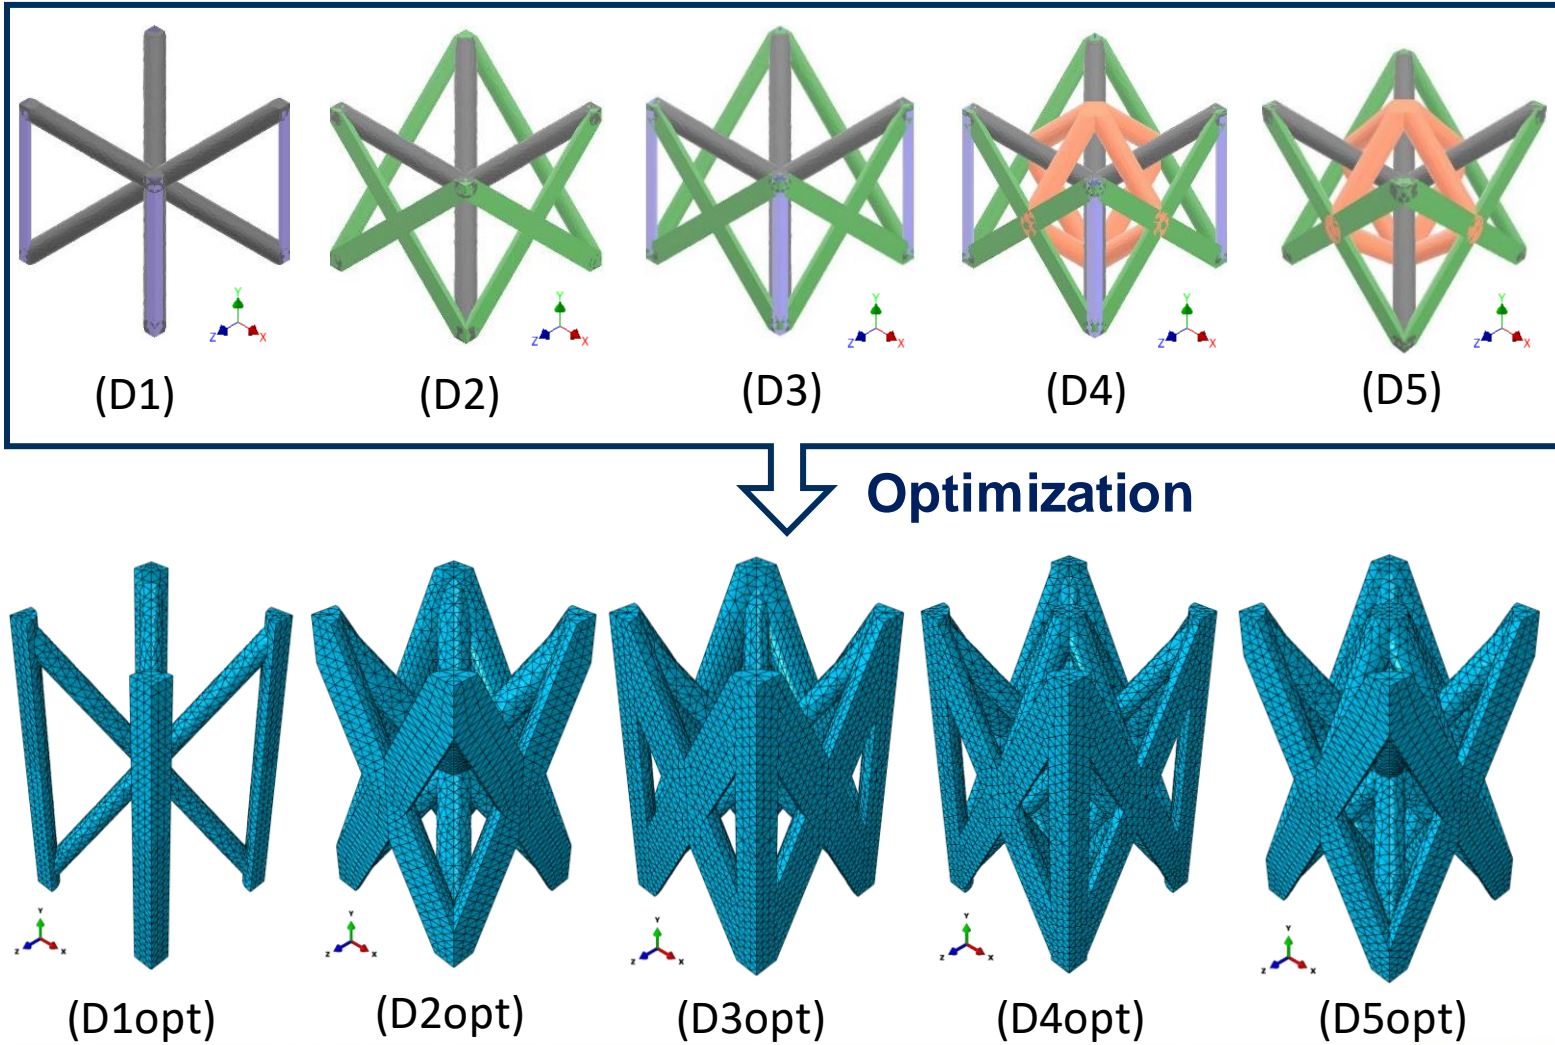 Y Z X
Y Z X
Y Z X
Y Z X
Y Z X
(D1) (D2) (D3) (D4) (D5)
Optimization
Y Z X
Y Z X
Y Z X
Y Z X
Y Z X
(D1opt) (D2opt) (D3opt) (D4opt) (D5opt)